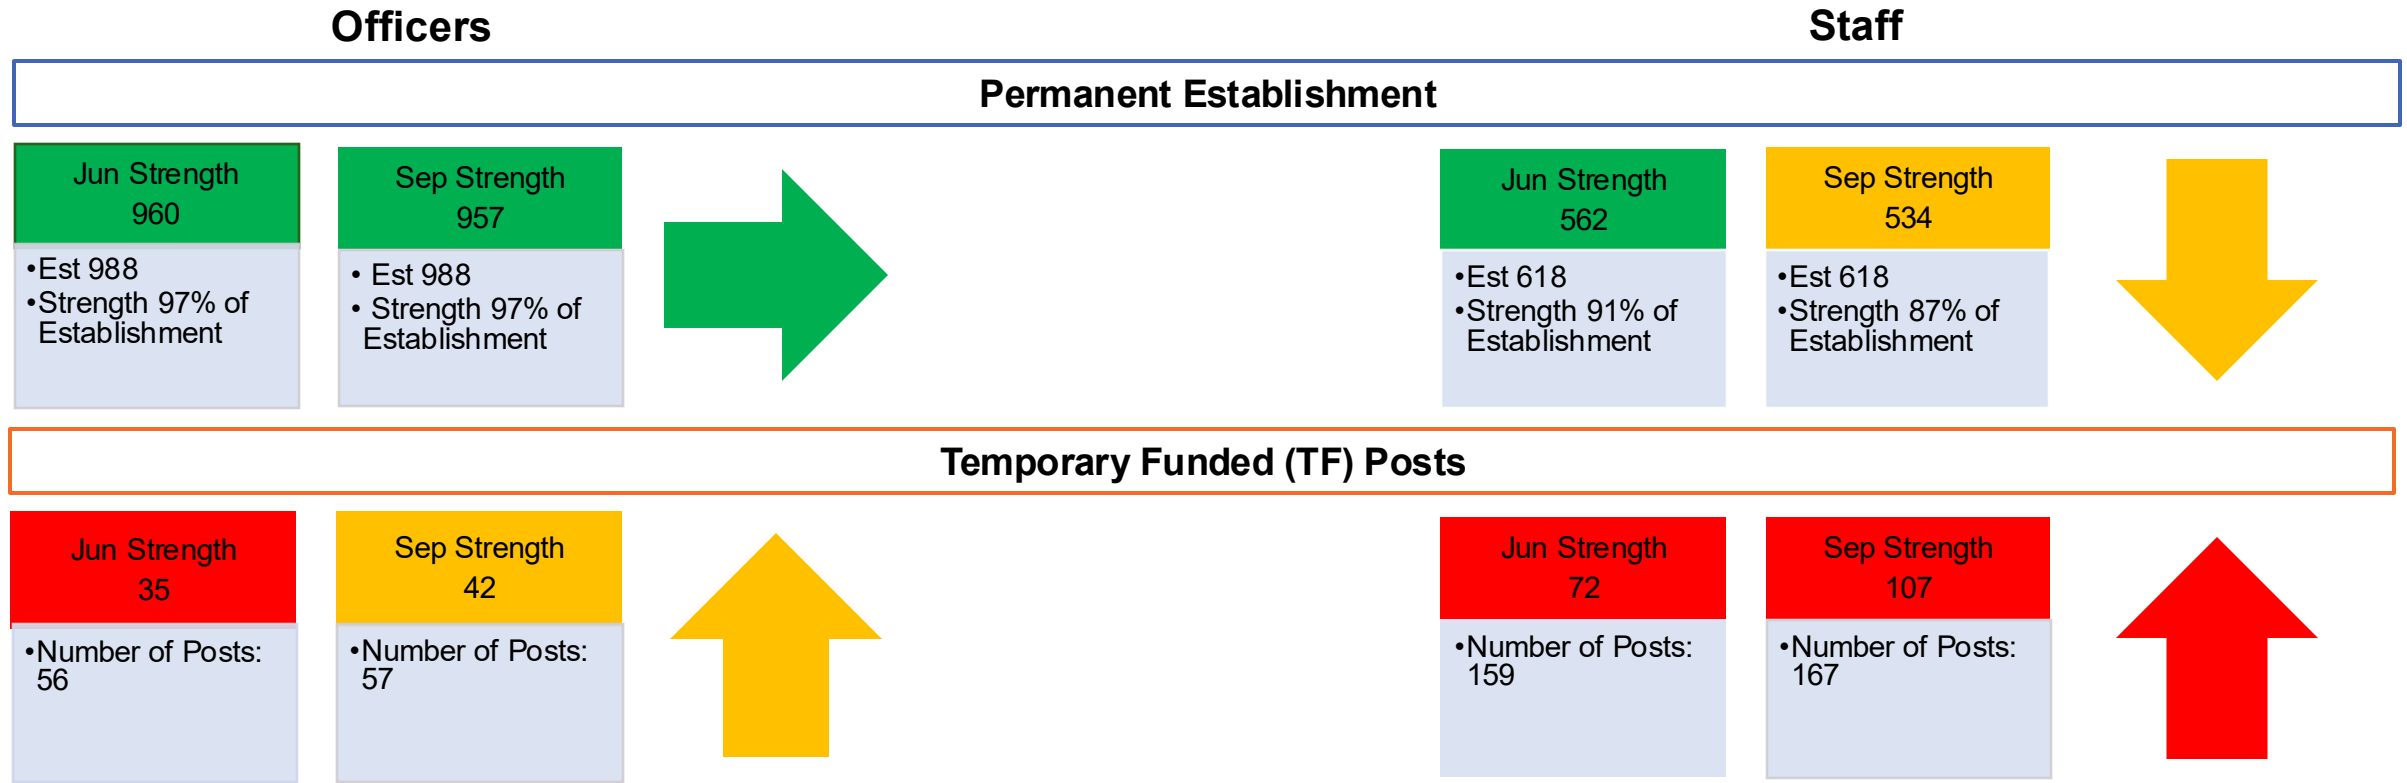 Officers
Staff
Permanent Establishment
Jun Strength
960
•Est 988
•Strength 97% of
Establishment
Sep Strength
957
• Est 988
• Strength 97% of
Establishment
Jun Strength
562
•Est 618
•Strength 91% of
Establishment
Sep Strength
534
•Est 618
•Strength 87% of
Establishment
Temporary Funded (TF) Posts
Jun Strength
35
•Number of Posts:
56
Sep Strength
42
•Number of Posts:
57
Jun Strength
72
•Number of Posts:
159
Sep Strength
107
•Number of Posts:
167